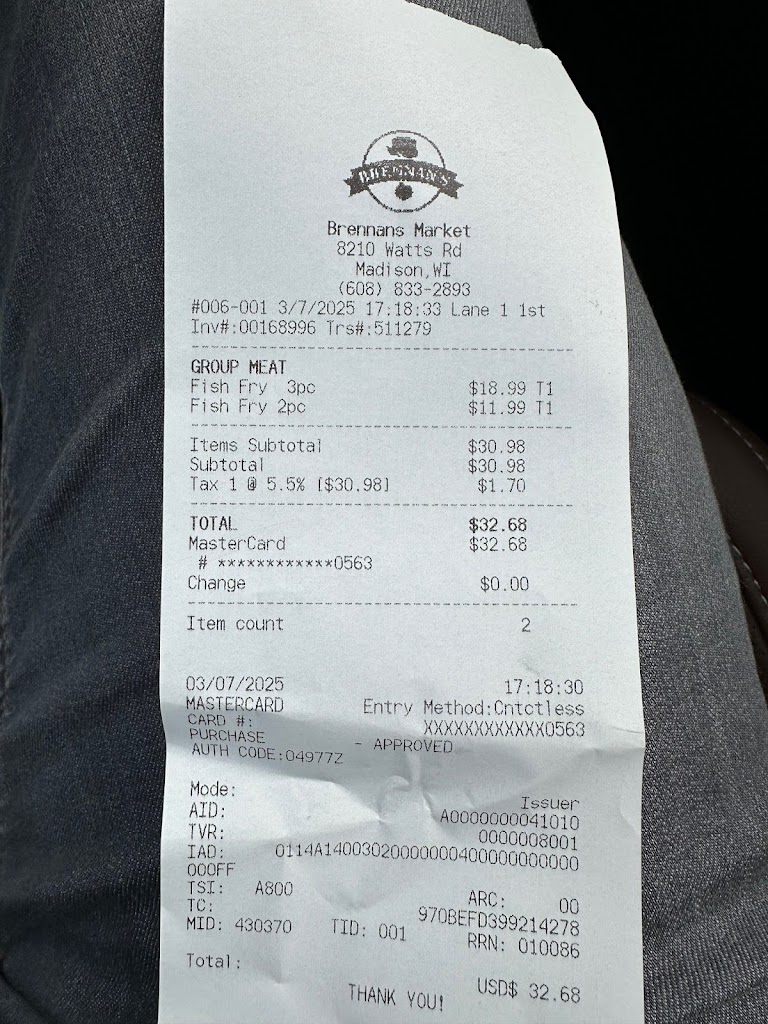 BRENNAN'S
Brennans Market
8210 Watts Rd
Madison,WI
(608) 833-2893
#006-001 3/7/2025 17:18:33 Lane 1 1st
Inv#:00168996 Trs#:511279
GROUP MEAT
Fish Fry 3pc $18.99 T1
Fish Fry 2pc $11.99 T1
Items Subtotal $30.98
Subtotal $30.98
Tax 1 @ 5.5% [$30.98] $1.70
TOTAL $32.68
MasterCard $32.68
# ************0563
Change $0.00
Item count 2
03/07/2025 17:18:30
MASTERCARD Entry Method:Cntctless
CARD #: XXXXXXXXXXXX0563
PURCHASE - APPROVED
AUTH CODE:04977Z
Mode: Issuer
AID: A0000000041010
TVR: 0000008001
IAD: 0114A14003020000000400000000000
000FF
TSI: A800 ARC: 00
TC: 970BEFD399214278
MID: 430370 TID: 001 RRN: 010086
Total: USD$ 32.68
THANK YOU!